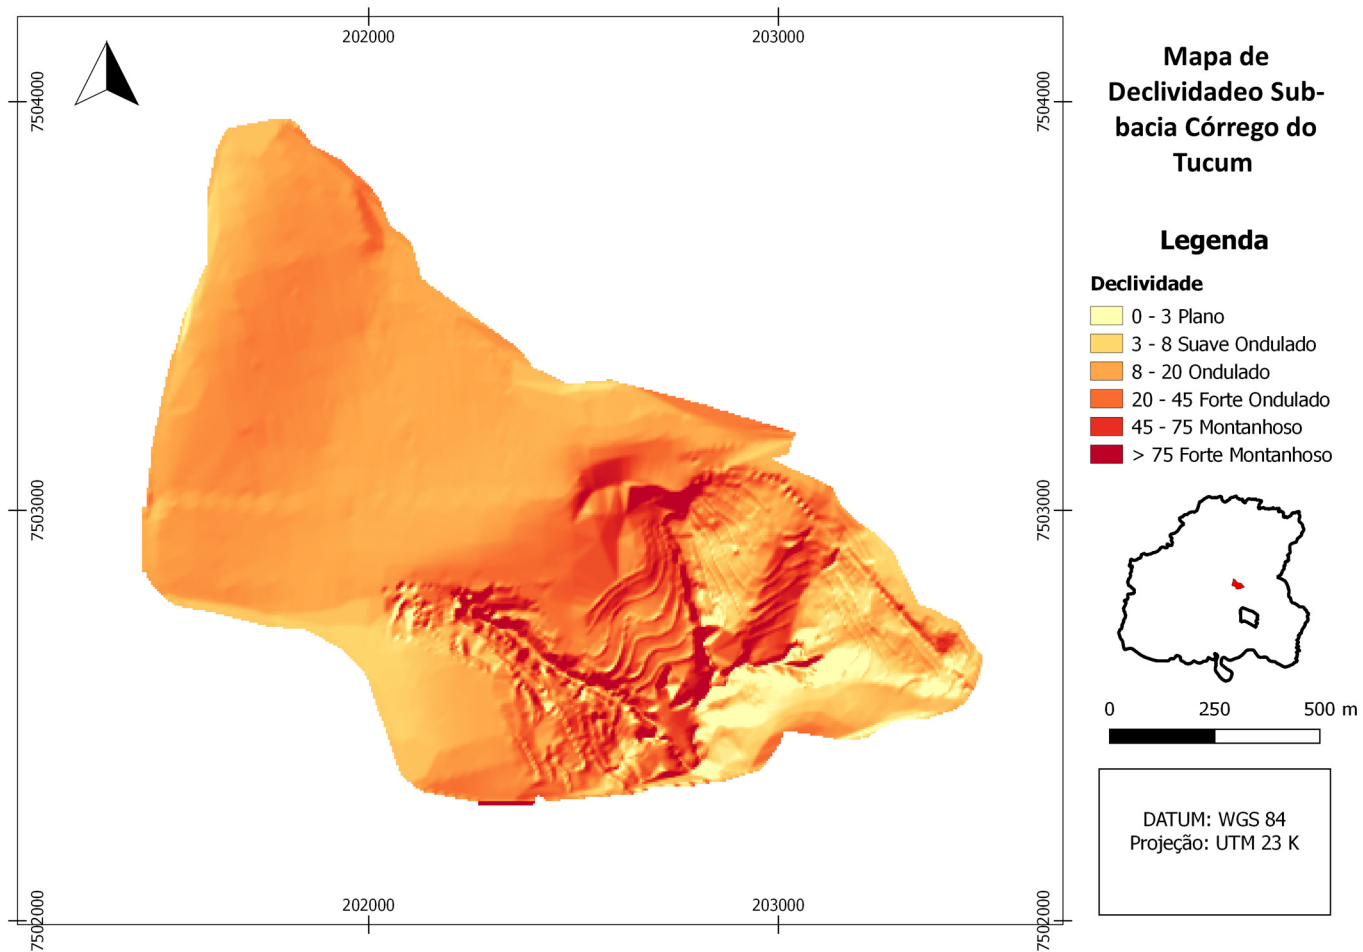 202000
203000
7504000
7504000
Mapa de
Declividadeo Sub-
bacia Córrego do
Tucum
Legenda
Declividade
0 - 3 Plano
3 - 8 Suave Ondulado
8 - 20 Ondulado
20 - 45 Forte Ondulado
45 - 75 Montanhoso
> 75 Forte Montanhoso
7503000
7503000
0 250 500 m
DATUM: WGS 84
Projeção: UTM 23 K
202000
203000
7502000
7502000